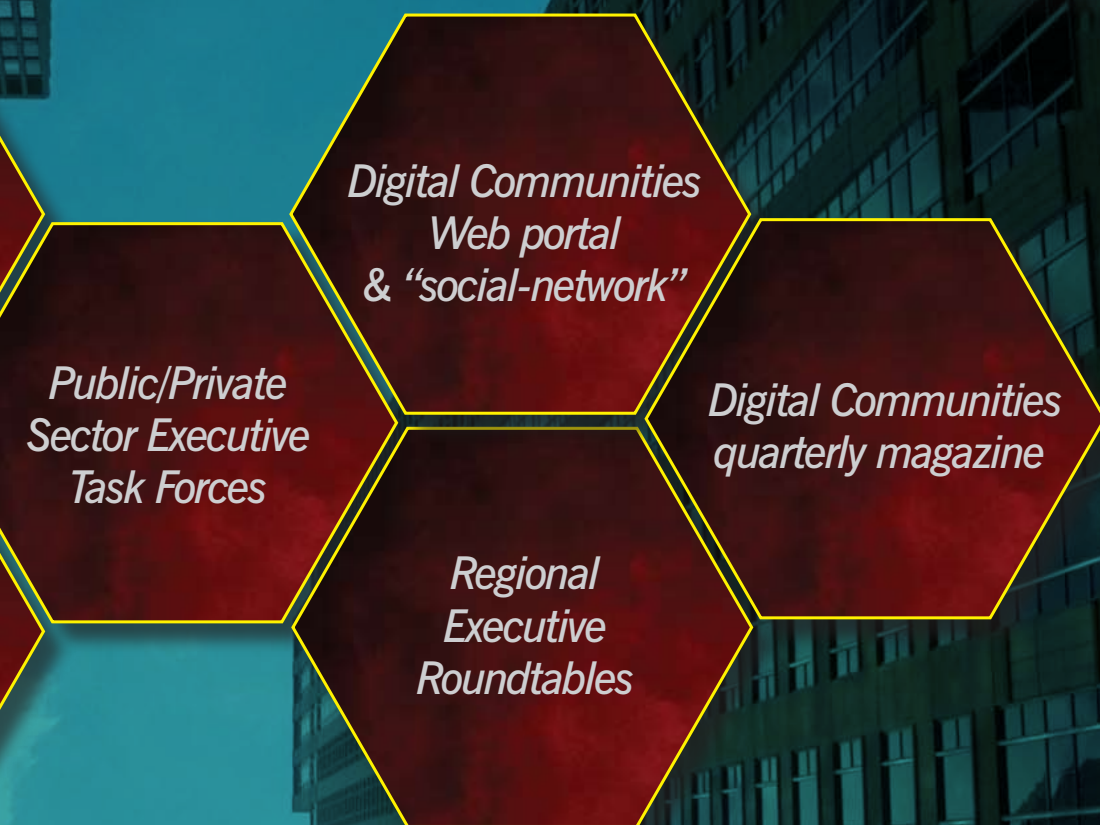 Digital Communities
Web portal
& “social-network”
Public/Private
Sector Executive
Task Forces
Digital Communities
quarterly magazine
Regional
Executive
Roundtables